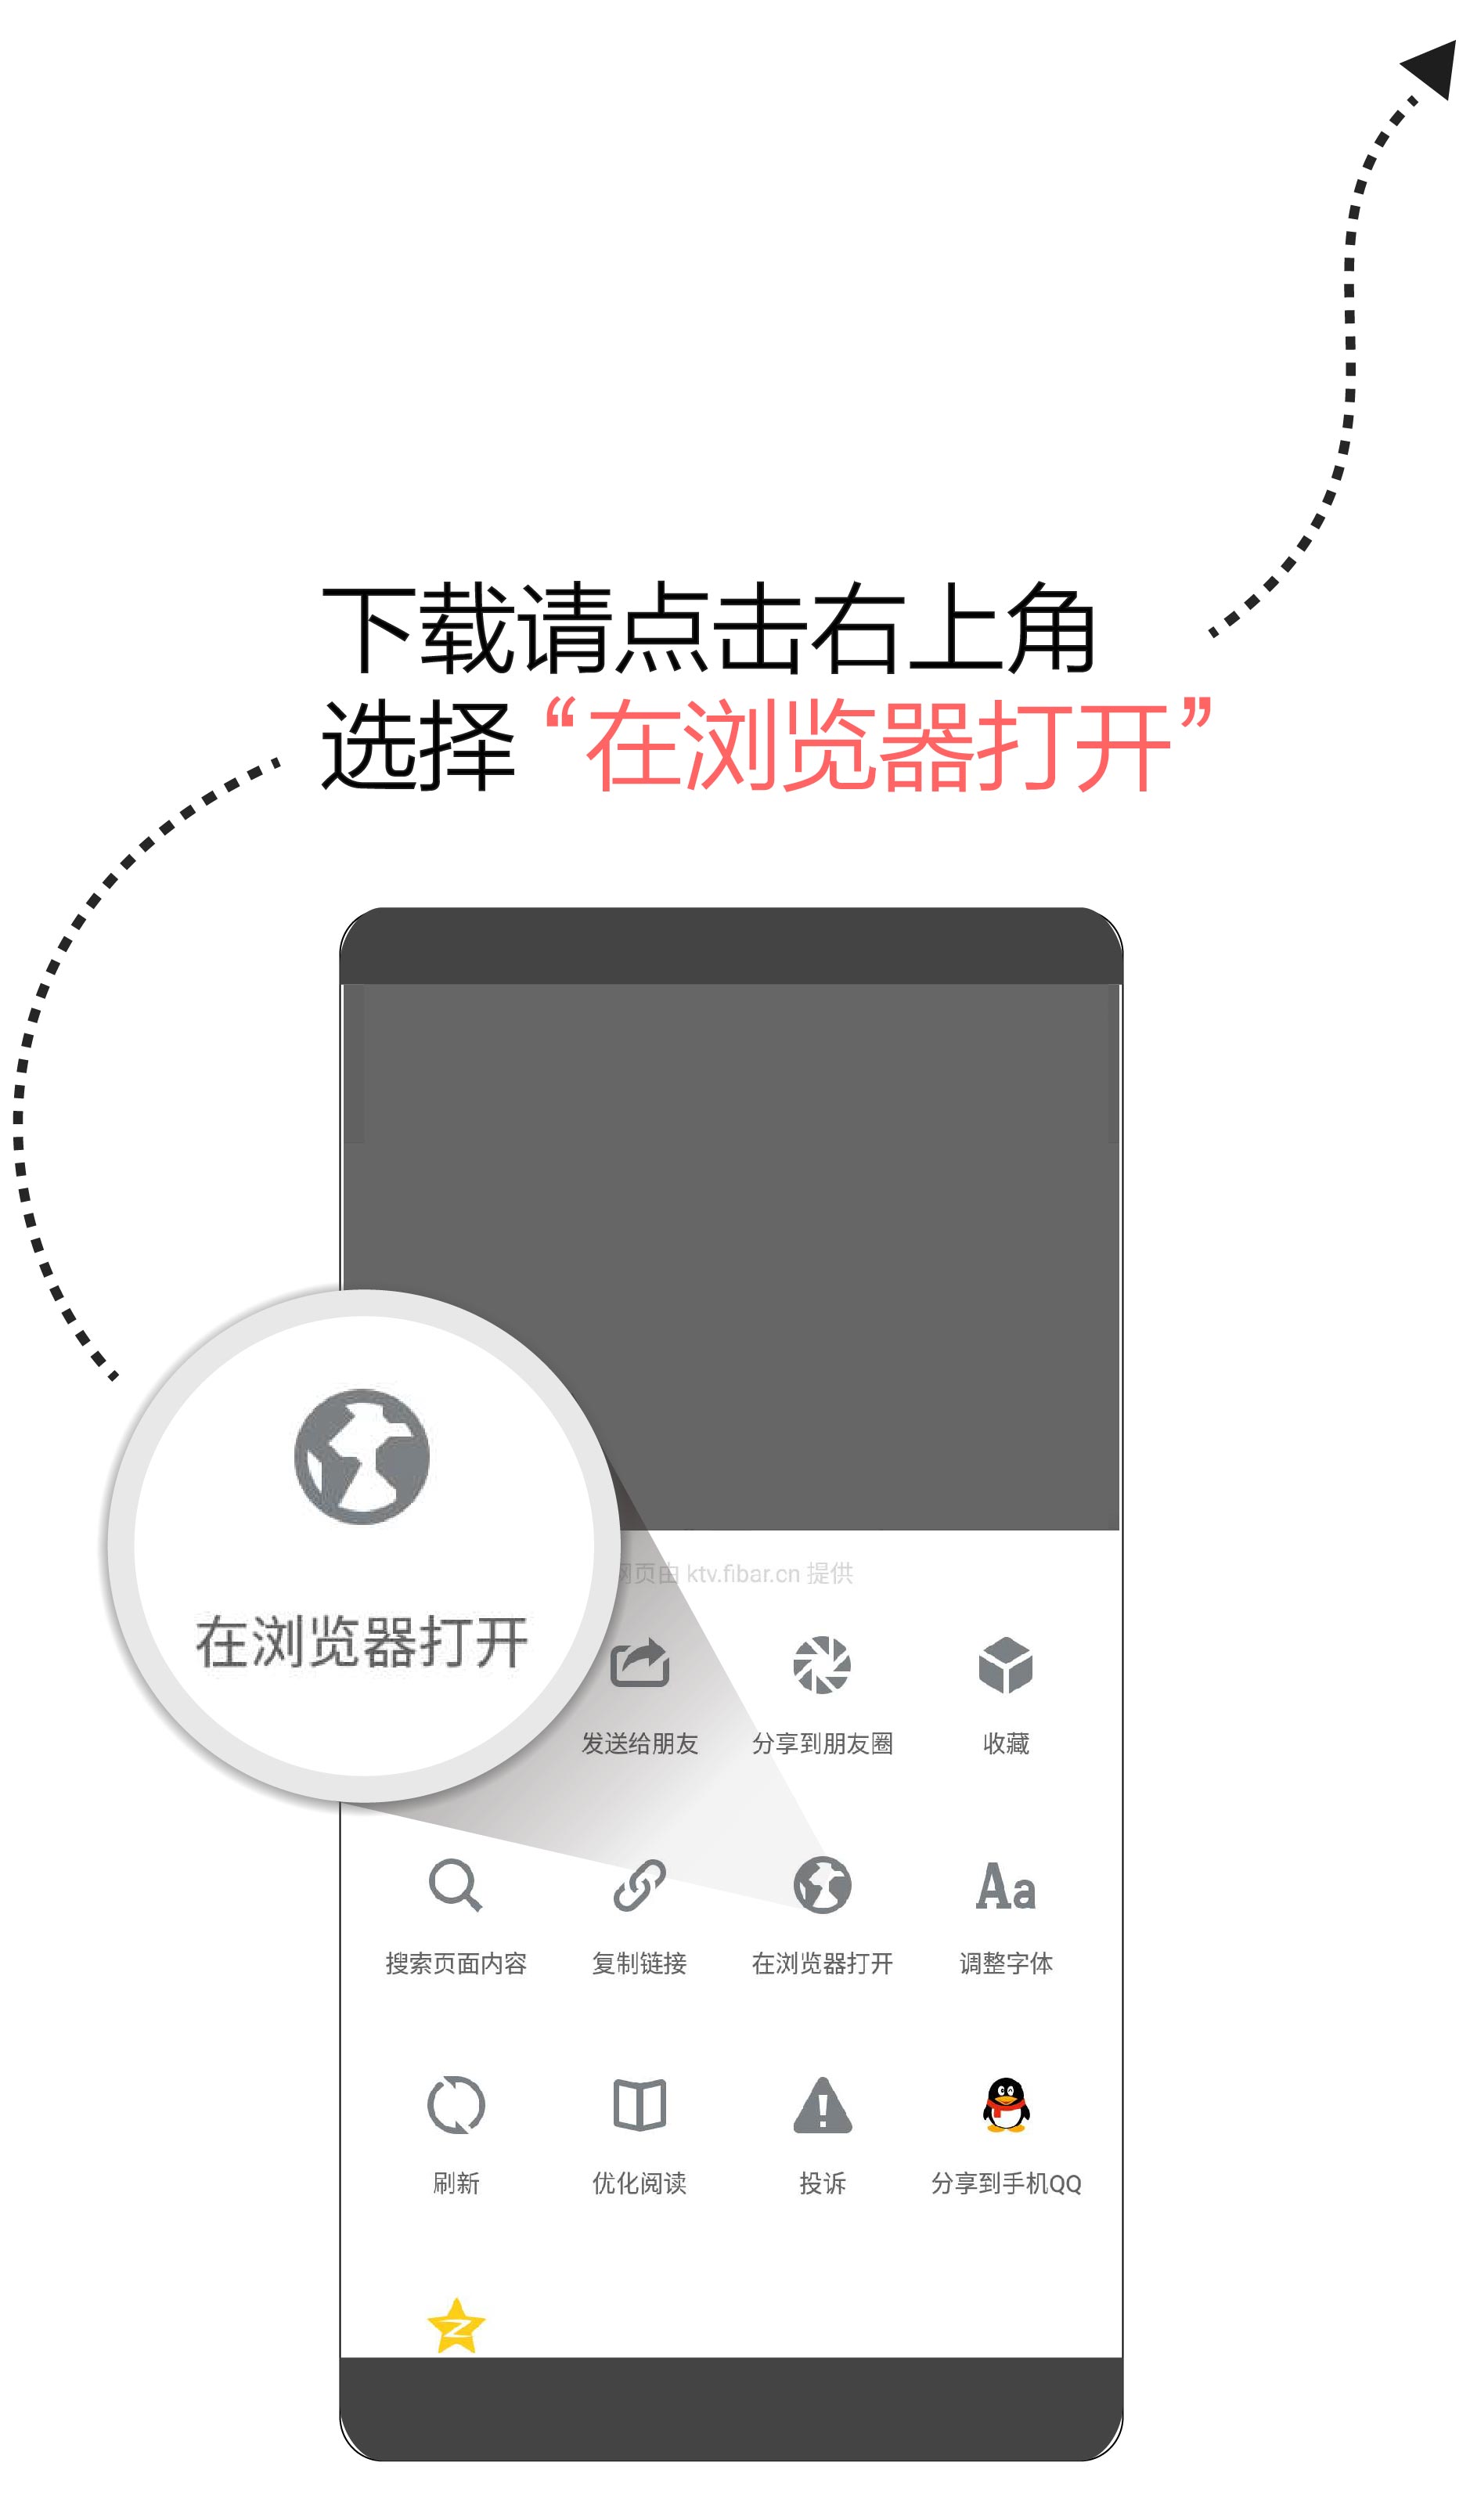 下载请点击右上角
选择“在浏览器打开”
在浏览器打开
网页由 ktv.fibar.cn 提供
发送给朋友
分享到朋友圈
收藏
搜索页面内容
复制链接
在浏览器打开
Aa
调整字体
刷新
优化阅读
投诉
分享到手机QQ